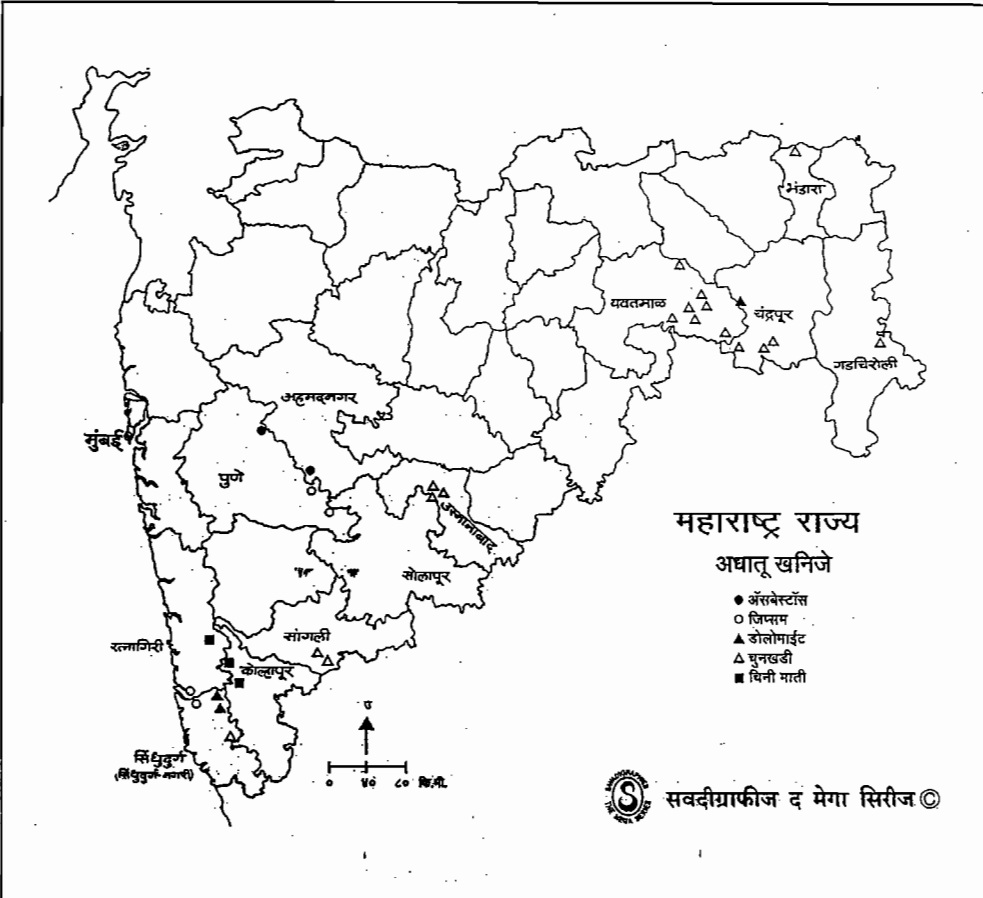 भंडारा
यवतमाळ
चंद्रपूर
गडचिरोली
अहमदनगर
मुंबई
पुणे
उस्मानाबाद
सोलापूर
महाराष्ट्र राज्य
अधातू खनिजे
ॲसबेस्टॉस
जिप्सम
डोलोमाईट
चुनखडी
चिनी माती
सांगली
रत्नागिरी
कोल्हापूर
उ
सिंधुदुर्ग
(सिंधुदुर्ग-नगरी)
० ४० ८० कि.मी.
S
सवदीग्राफीज द मेगा सिरीज ©